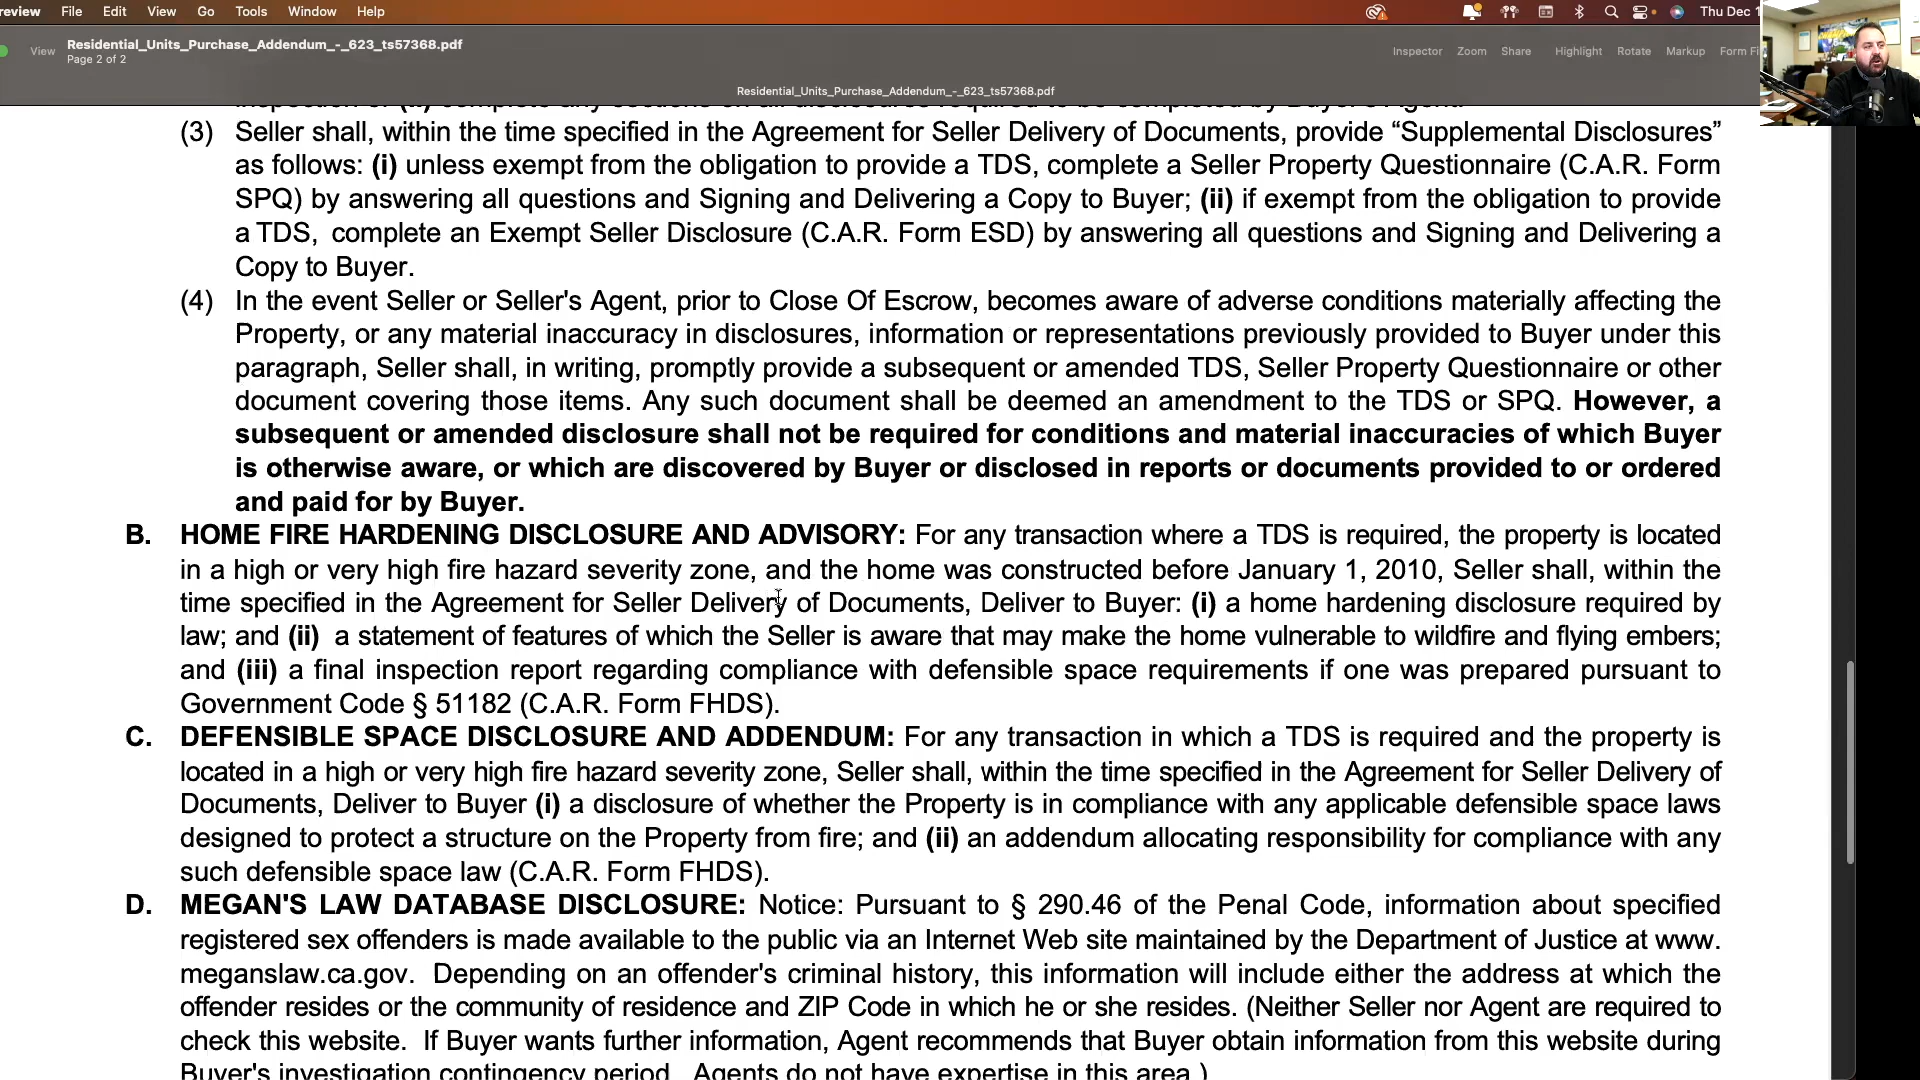 review File Edit View Go Tools Window Help Thu Dec 1
View Residential_Units_Purchase_Addendum_-_623_ts57368.pdf
Page 2 of 2
Inspector Zoom Share Highlight Rotate Markup Form Fi
Residential_Units_Purchase_Addendum_-_623_ts57368.pdf
(3) Seller shall, within the time specified in the Agreement for Seller Delivery of Documents, provide “Supplemental Disclosures”
as follows: (i) unless exempt from the obligation to provide a TDS, complete a Seller Property Questionnaire (C.A.R. Form
SPQ) by answering all questions and Signing and Delivering a Copy to Buyer; (ii) if exempt from the obligation to provide
a TDS, complete an Exempt Seller Disclosure (C.A.R. Form ESD) by answering all questions and Signing and Delivering a
Copy to Buyer.
(4) In the event Seller or Seller's Agent, prior to Close Of Escrow, becomes aware of adverse conditions materially affecting the
Property, or any material inaccuracy in disclosures, information or representations previously provided to Buyer under this
paragraph, Seller shall, in writing, promptly provide a subsequent or amended TDS, Seller Property Questionnaire or other
document covering those items. Any such document shall be deemed an amendment to the TDS or SPQ. However, a
subsequent or amended disclosure shall not be required for conditions and material inaccuracies of which Buyer
is otherwise aware, or which are discovered by Buyer or disclosed in reports or documents provided to or ordered
and paid for by Buyer.
B. HOME FIRE HARDENING DISCLOSURE AND ADVISORY: For any transaction where a TDS is required, the property is located
in a high or very high fire hazard severity zone, and the home was constructed before January 1, 2010, Seller shall, within the
time specified in the Agreement for Seller Delivery of Documents, Deliver to Buyer: (i) a home hardening disclosure required by
law; and (ii) a statement of features of which the Seller is aware that may make the home vulnerable to wildfire and flying embers;
and (iii) a final inspection report regarding compliance with defensible space requirements if one was prepared pursuant to
Government Code § 51182 (C.A.R. Form FHDS).
C. DEFENSIBLE SPACE DISCLOSURE AND ADDENDUM: For any transaction in which a TDS is required and the property is
located in a high or very high fire hazard severity zone, Seller shall, within the time specified in the Agreement for Seller Delivery of
Documents, Deliver to Buyer (i) a disclosure of whether the Property is in compliance with any applicable defensible space laws
designed to protect a structure on the Property from fire; and (ii) an addendum allocating responsibility for compliance with any
such defensible space law (C.A.R. Form FHDS).
D. MEGAN'S LAW DATABASE DISCLOSURE: Notice: Pursuant to § 290.46 of the Penal Code, information about specified
registered sex offenders is made available to the public via an Internet Web site maintained by the Department of Justice at www.
meganslaw.ca.gov. Depending on an offender's criminal history, this information will include either the address at which the
offender resides or the community of residence and ZIP Code in which he or she resides. (Neither Seller nor Agent are required to
check this website. If Buyer wants further information, Agent recommends that Buyer obtain information from this website during
Buyer's investigation contingency period. Agents do not have expertise in this area.)